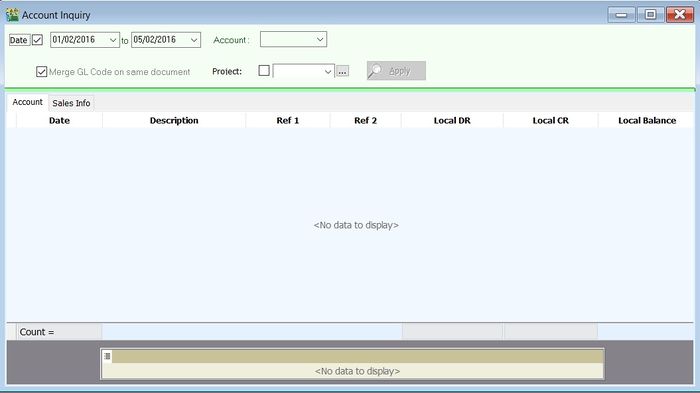 Account Inquiry
Date 01/02/2016 to 05/02/2016 Account :
Merge GL Code on same document Project: ... Apply
Account Sales Info
Date Description Ref 1 Ref 2 Local DR Local CR Local Balance
<No data to display>
Count =
<No data to display>